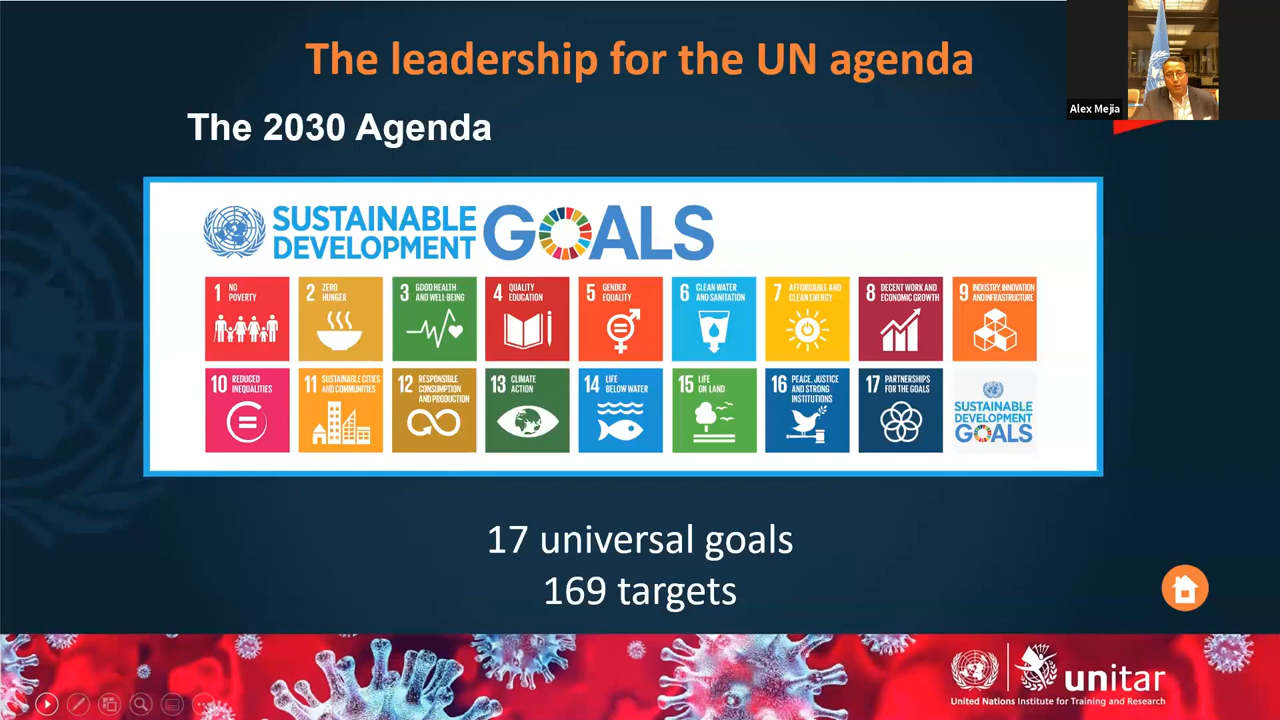 The leadership for the UN agenda
Alex Mejia
The 2030 Agenda
SUSTAINABLE
DEVELOPMENT
GOALS
1 NO
POVERTY
2 ZERO
HUNGER
3 GOOD HEALTH
AND WELL-BEING
4 QUALITY
EDUCATION
5 GENDER
EQUALITY
6 CLEAN WATER
AND SANITATION
7 AFFORDABLE AND
CLEAN ENERGY
8 DECENT WORK AND
ECONOMIC GROWTH
9 INDUSTRY, INNOVATION
AND INFRASTRUCTURE
10 REDUCED
INEQUALITIES
11 SUSTAINABLE CITIES
AND COMMUNITIES
12 RESPONSIBLE
CONSUMPTION
AND PRODUCTION
13 CLIMATE
ACTION
14 LIFE
BELOW WATER
15 LIFE
ON LAND
16 PEACE, JUSTICE
AND STRONG
INSTITUTIONS
17 PARTNERSHIPS
FOR THE GOALS
SUSTAINABLE
DEVELOPMENT
GOALS
17 universal goals
169 targets
unitar
United Nations Institute for Training and Research